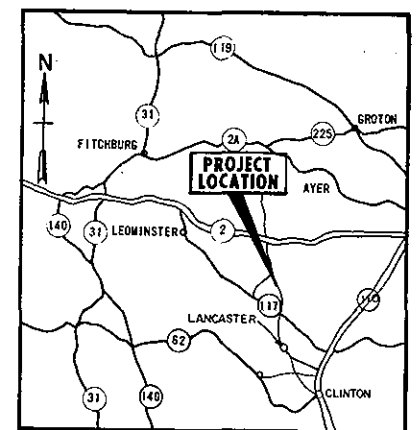 119
N
31
GROTON
2A
225
FITCHBURG
PROJECT
LOCATION
AYER
140
31
LEOMINSTER
2
117
110
LANCASTER
62
CLINTON
31
140